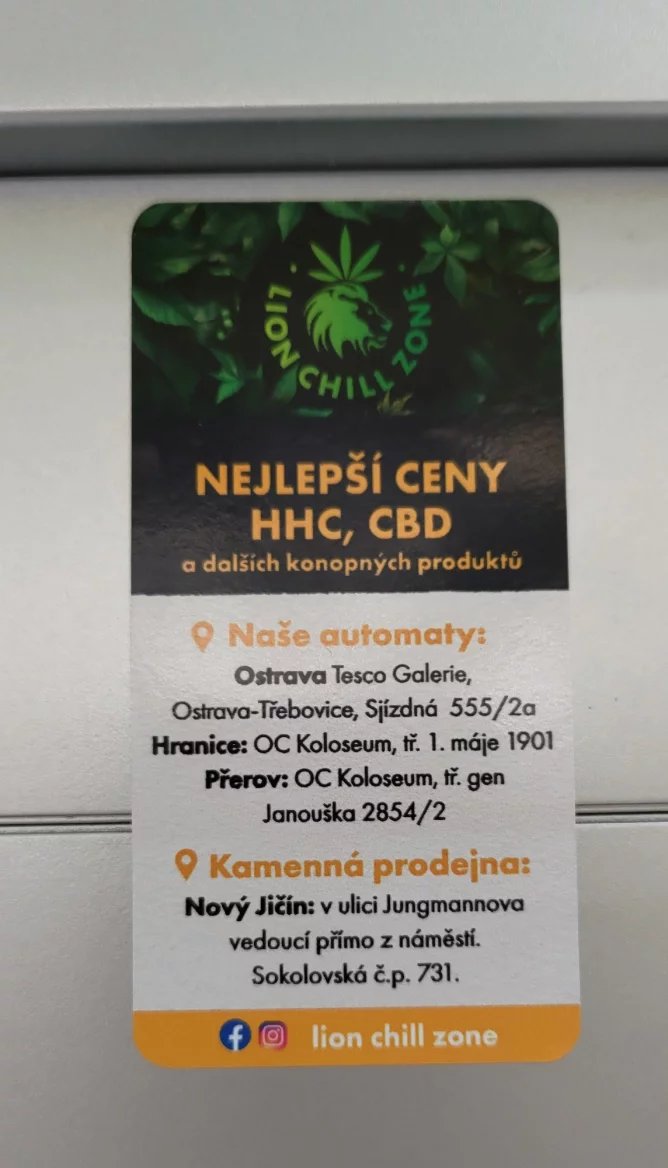 LION CHILL ZONE
NEJLEPŠÍ CENY
HHC, CBD
a dalších konopných produktů
Naše automaty:
Ostrava Tesco Galerie,
Ostrava-Třebovice, Sjízdná 555/2a
Hranice: OC Koloseum, tř. 1. máje 1901
Přerov: OC Koloseum, tř. gen
Janouška 2854/2
Kamenná prodejna:
Nový Jičín: v ulici Jungmannova
vedoucí přímo z náměstí.
Sokolovská č.p. 731.
lion chill zone